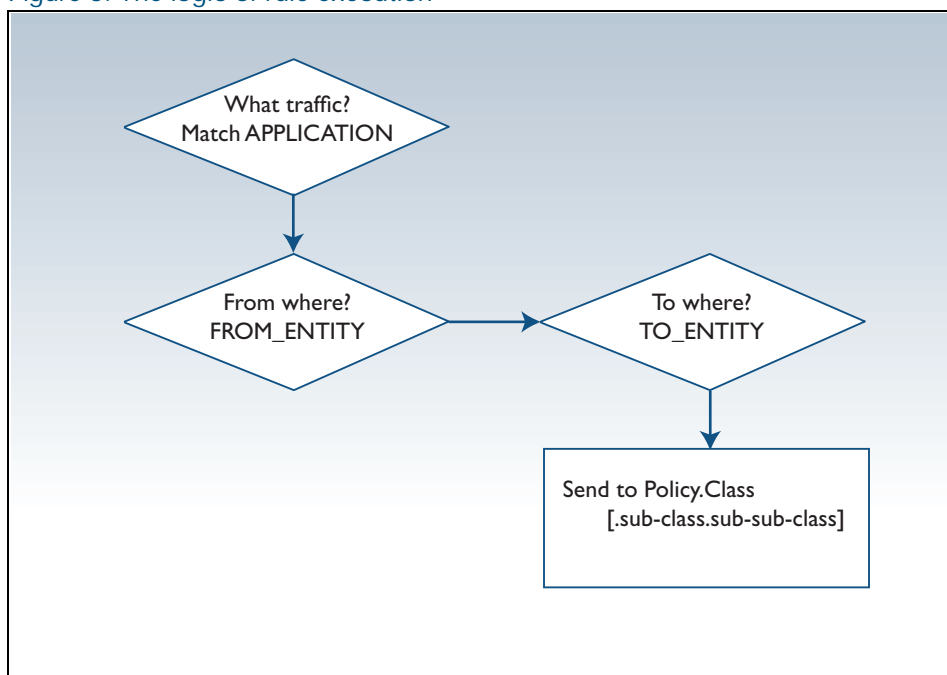 What traffic?
Match APPLICATION
From where?
FROM_ENTITY
To where?
TO_ENTITY
Send to Policy.Class
[.sub-class.sub-sub-class]